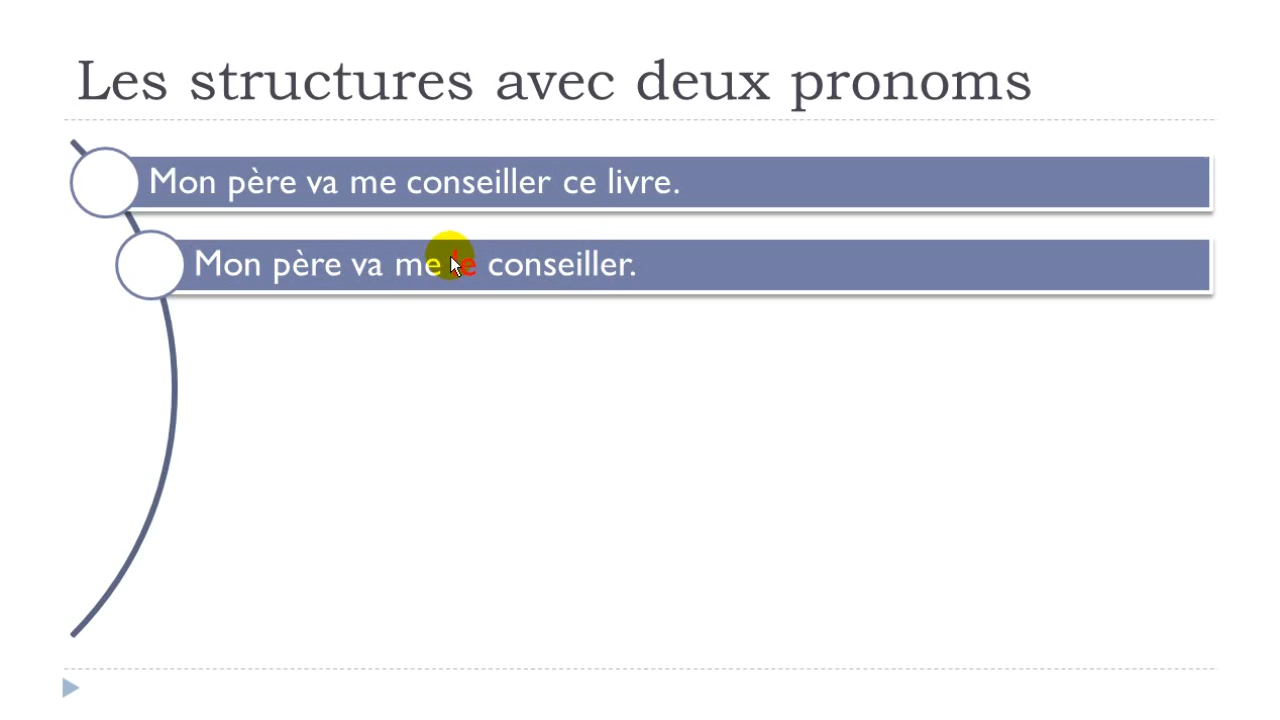 Les structures avec deux pronoms
Mon père va me conseiller ce livre.
Mon père va me le conseiller.